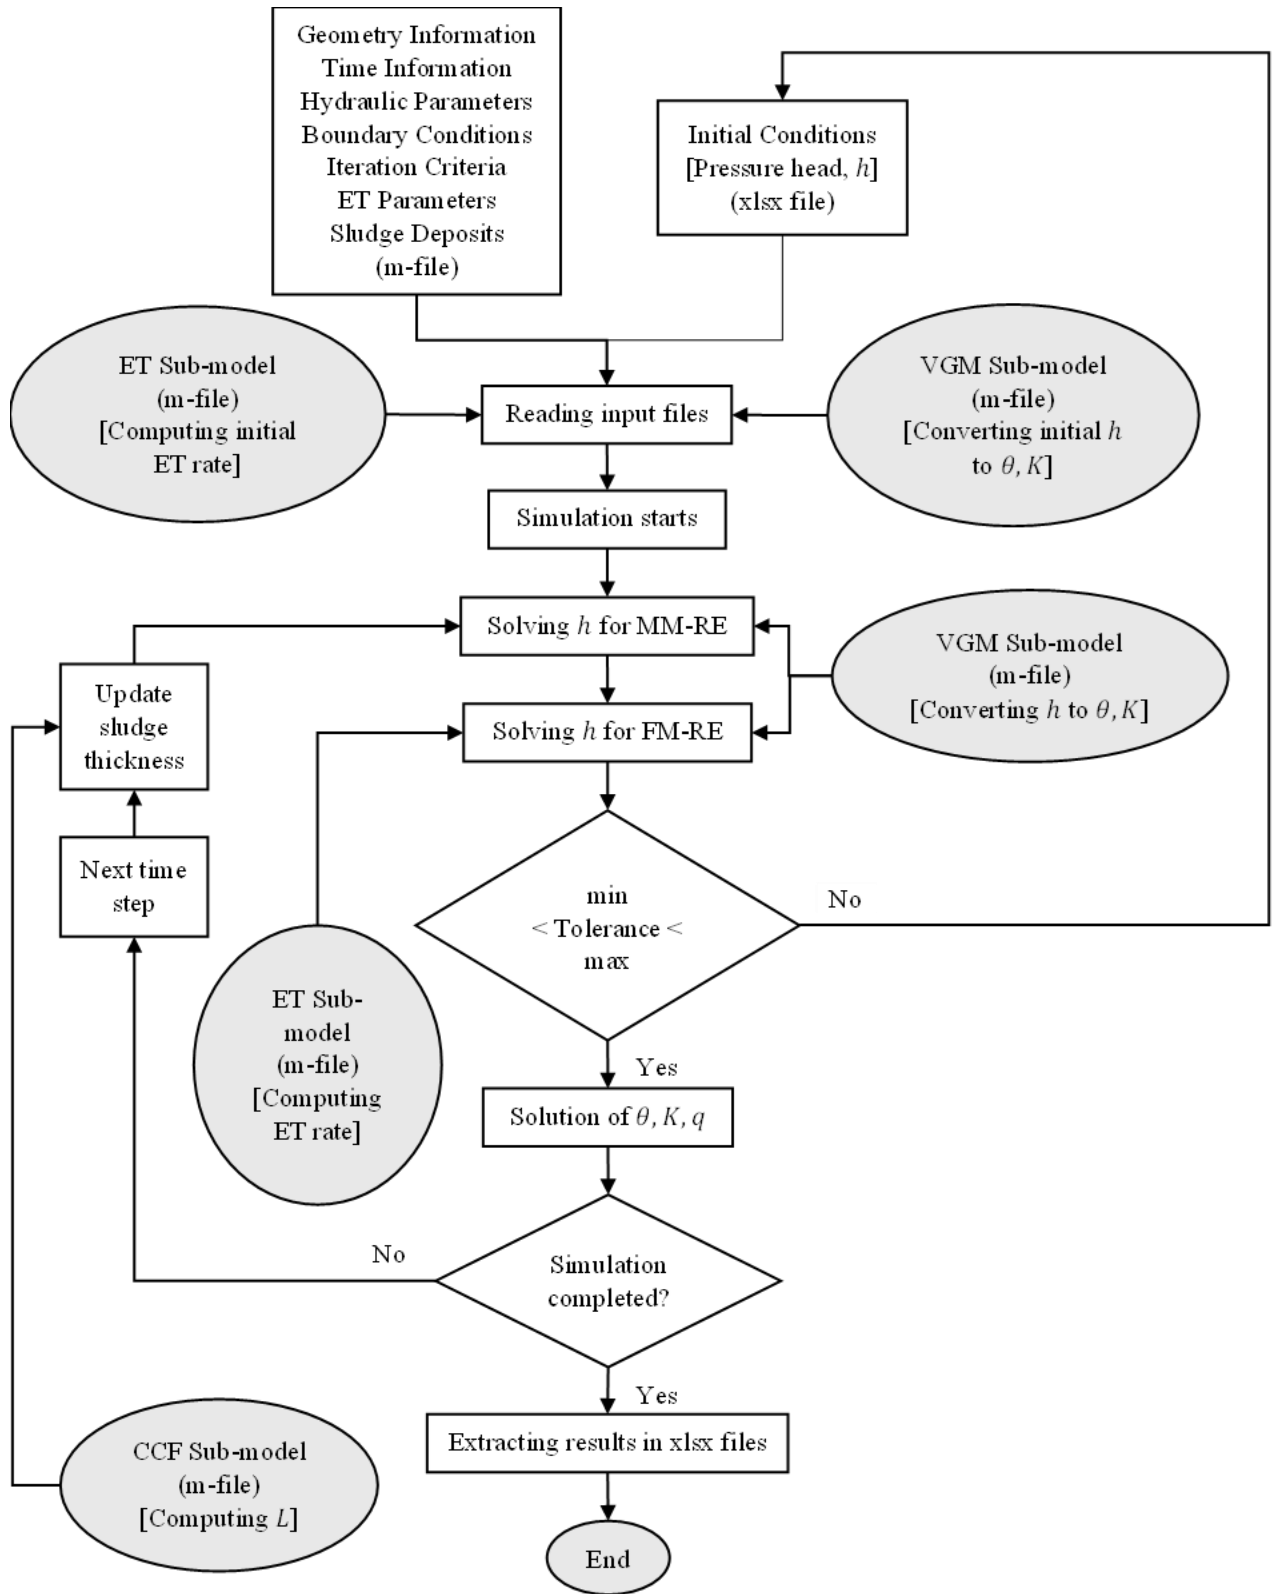 Geometry Information
Time Information
Hydraulic Parameters
Boundary Conditions
Iteration Criteria
ET Parameters
Sludge Deposits
(m-file)
Initial Conditions
[Pressure head, h]
(xlsx file)
ET Sub-model
(m-file)
[Computing initial
ET rate]
Reading input files
VGM Sub-model
(m-file)
[Converting initial h
to θ, K]
Simulation starts
Solving h for MM-RE
VGM Sub-model
(m-file)
[Converting h to θ, K]
Update
sludge
thickness
Solving h for FM-RE
Next time
step
min
< Tolerance <
max
No
ET Sub-
model
(m-file)
[Computing
ET rate]
Yes
Solution of θ, K, q
No
Simulation
completed?
Yes
CCF Sub-model
(m-file)
[Computing L]
Extracting results in xlsx files
End